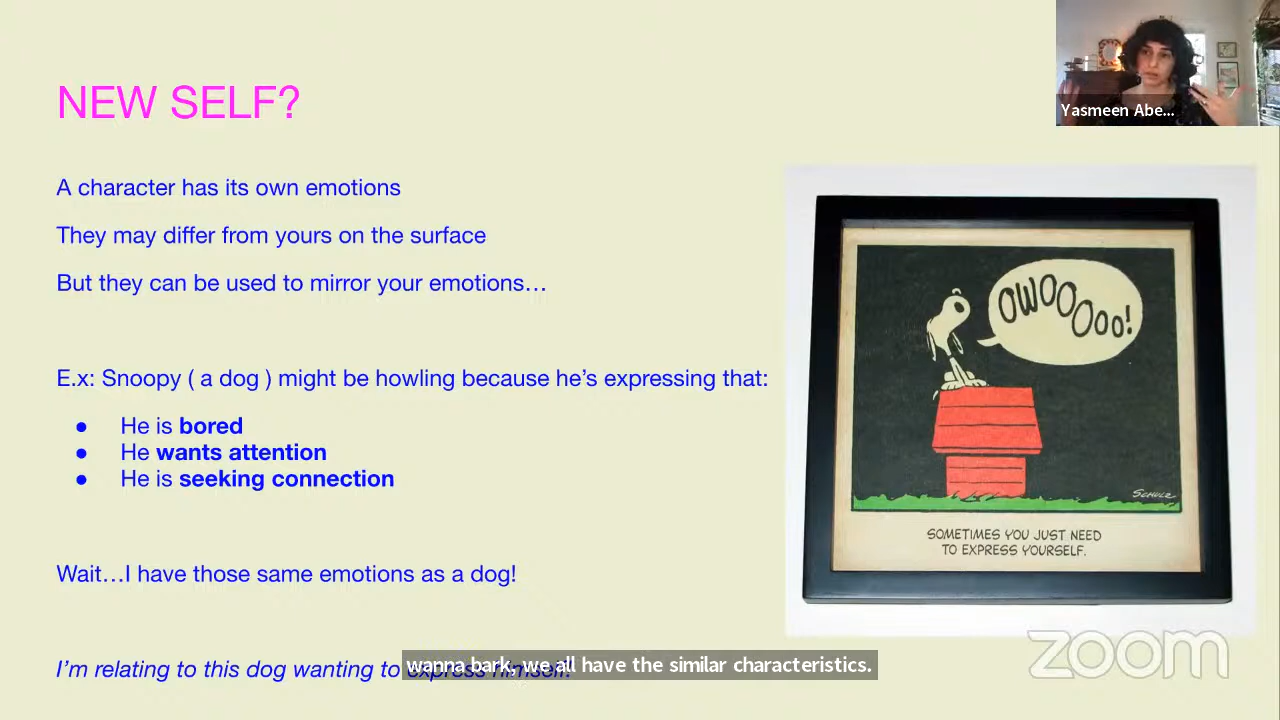 NEW SELF?
A character has its own emotions
They may differ from yours on the surface
But they can be used to mirror your emotions…
E.x: Snoopy ( a dog ) might be howling because he's expressing that:
● He is bored
● He wants attention
● He is seeking connection
Wait…I have those same emotions as a dog!
I'm relating to this dog wanting to express himself!
wanna bark, we all have the similar characteristics.
Yasmeen Abe...
OWOOOoo!
SCHULZ
SOMETIMES YOU JUST NEED
TO EXPRESS YOURSELF.
zoom